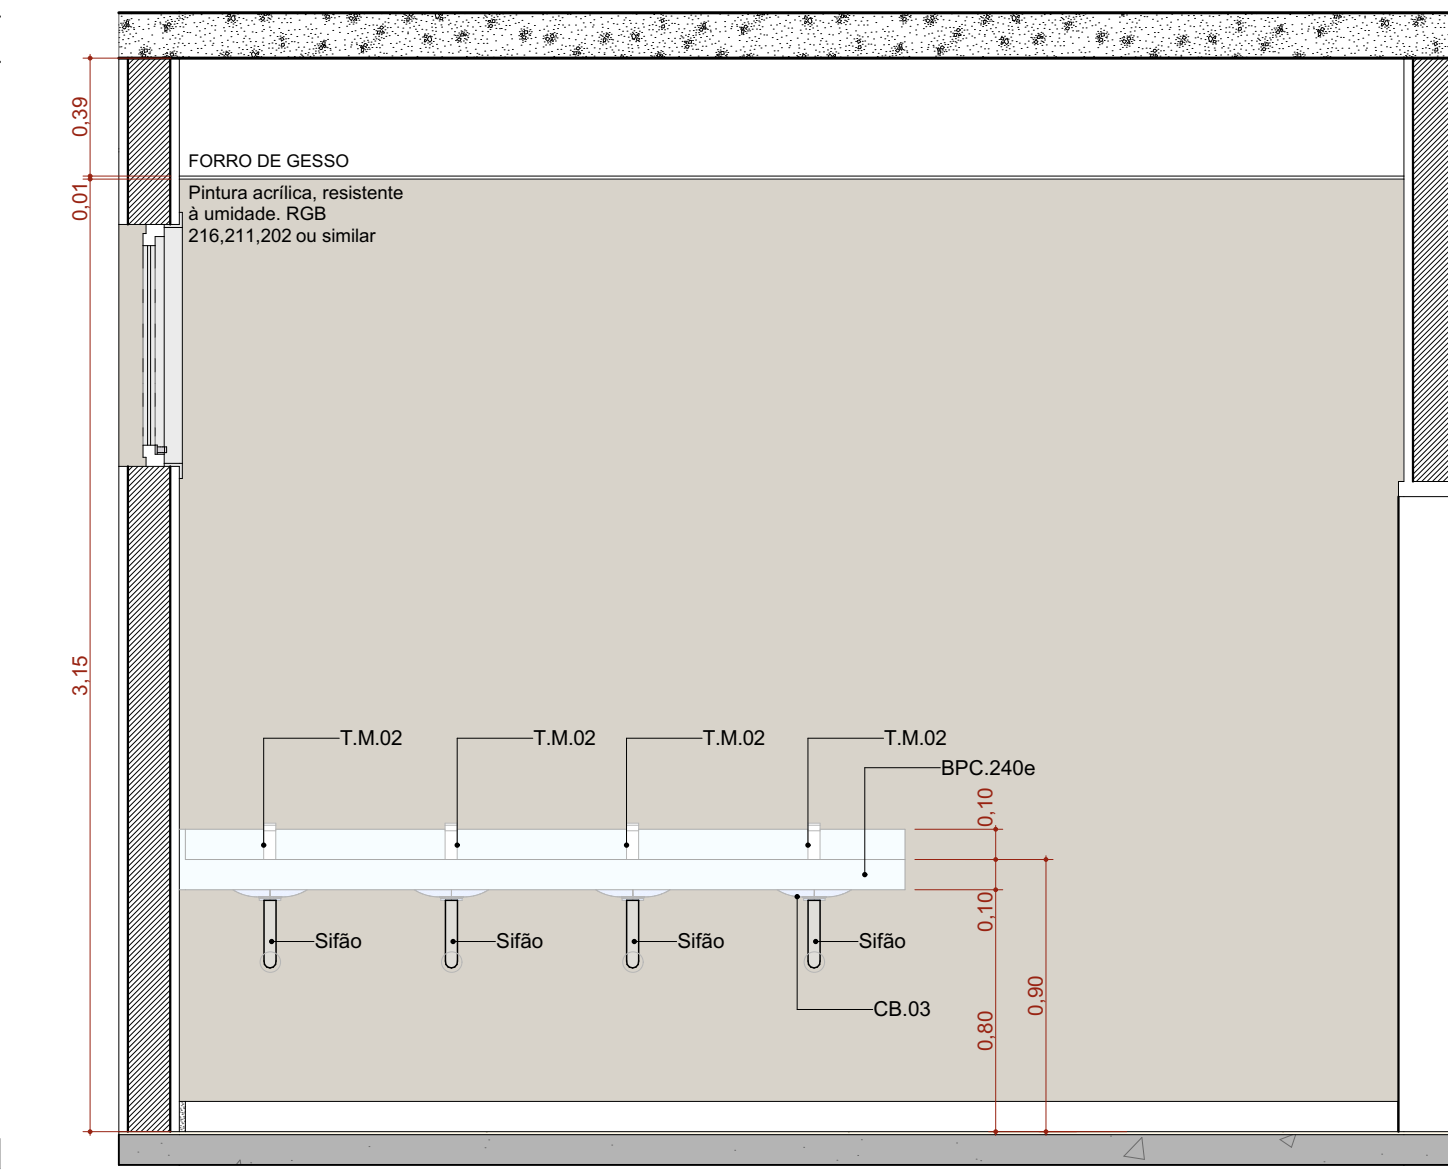 0,39
FORRO DE GESSO
0,01
Pintura acrílica, resistente
à umidade. RGB
216,211,202 ou similar
3,15
T.M.02
T.M.02
T.M.02
T.M.02
BPC.240e
0,10
0,10
Sifão
Sifão
Sifão
Sifão
0,90
CB.03
0,80